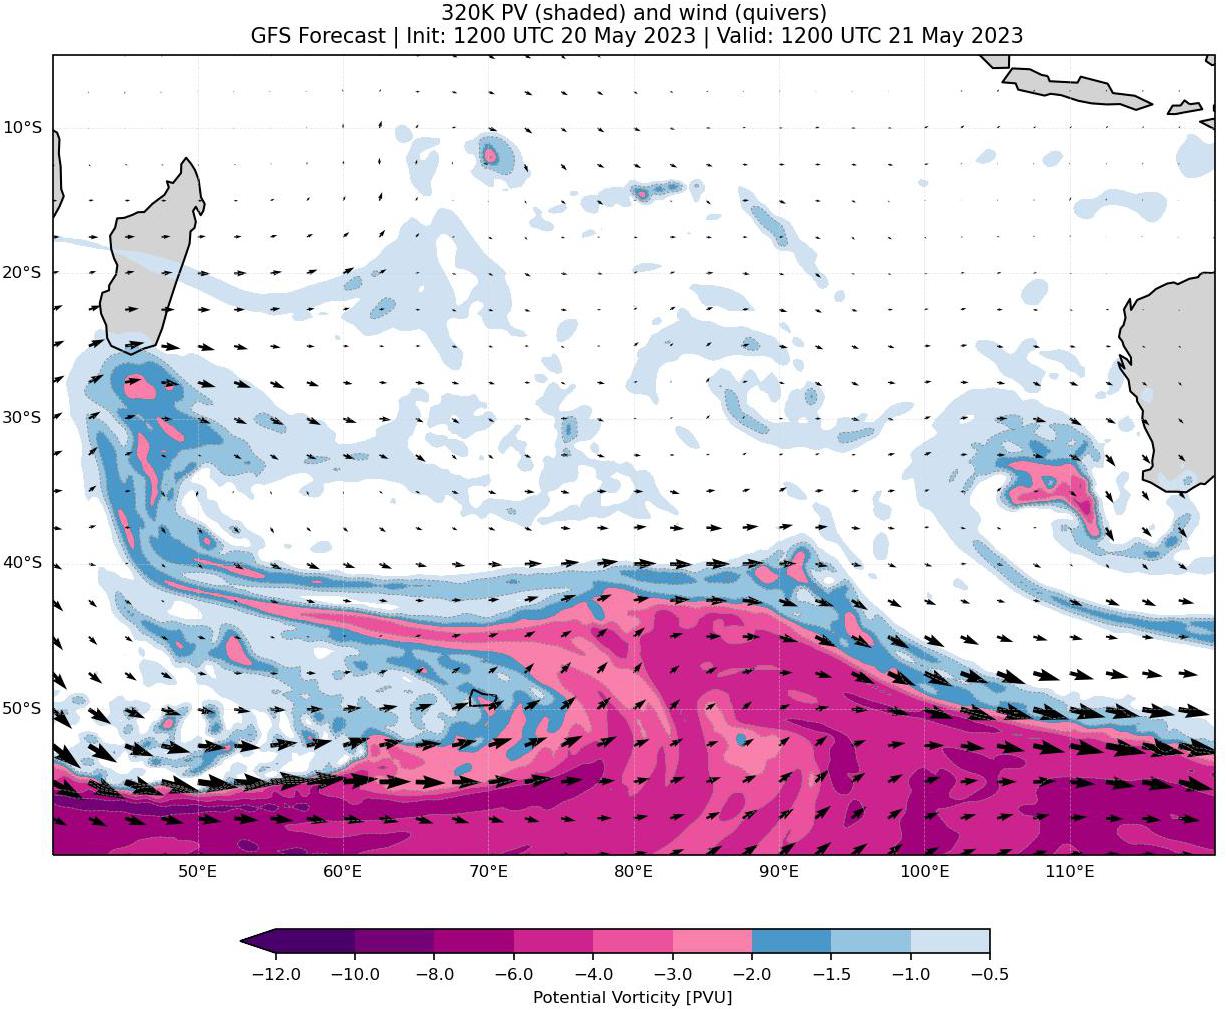 320K PV (shaded) and wind (quivers)
GFS Forecast | Init: 1200 UTC 20 May 2023 | Valid: 1200 UTC 21 May 2023
10°S
20°S
30°S
40°S
50°S
50°E 60°E 70°E 80°E 90°E 100°E 110°E
−12.0 −10.0 −8.0 −6.0 −4.0 −3.0 −2.0 −1.5 −1.0 −0.5
Potential Vorticity [PVU]